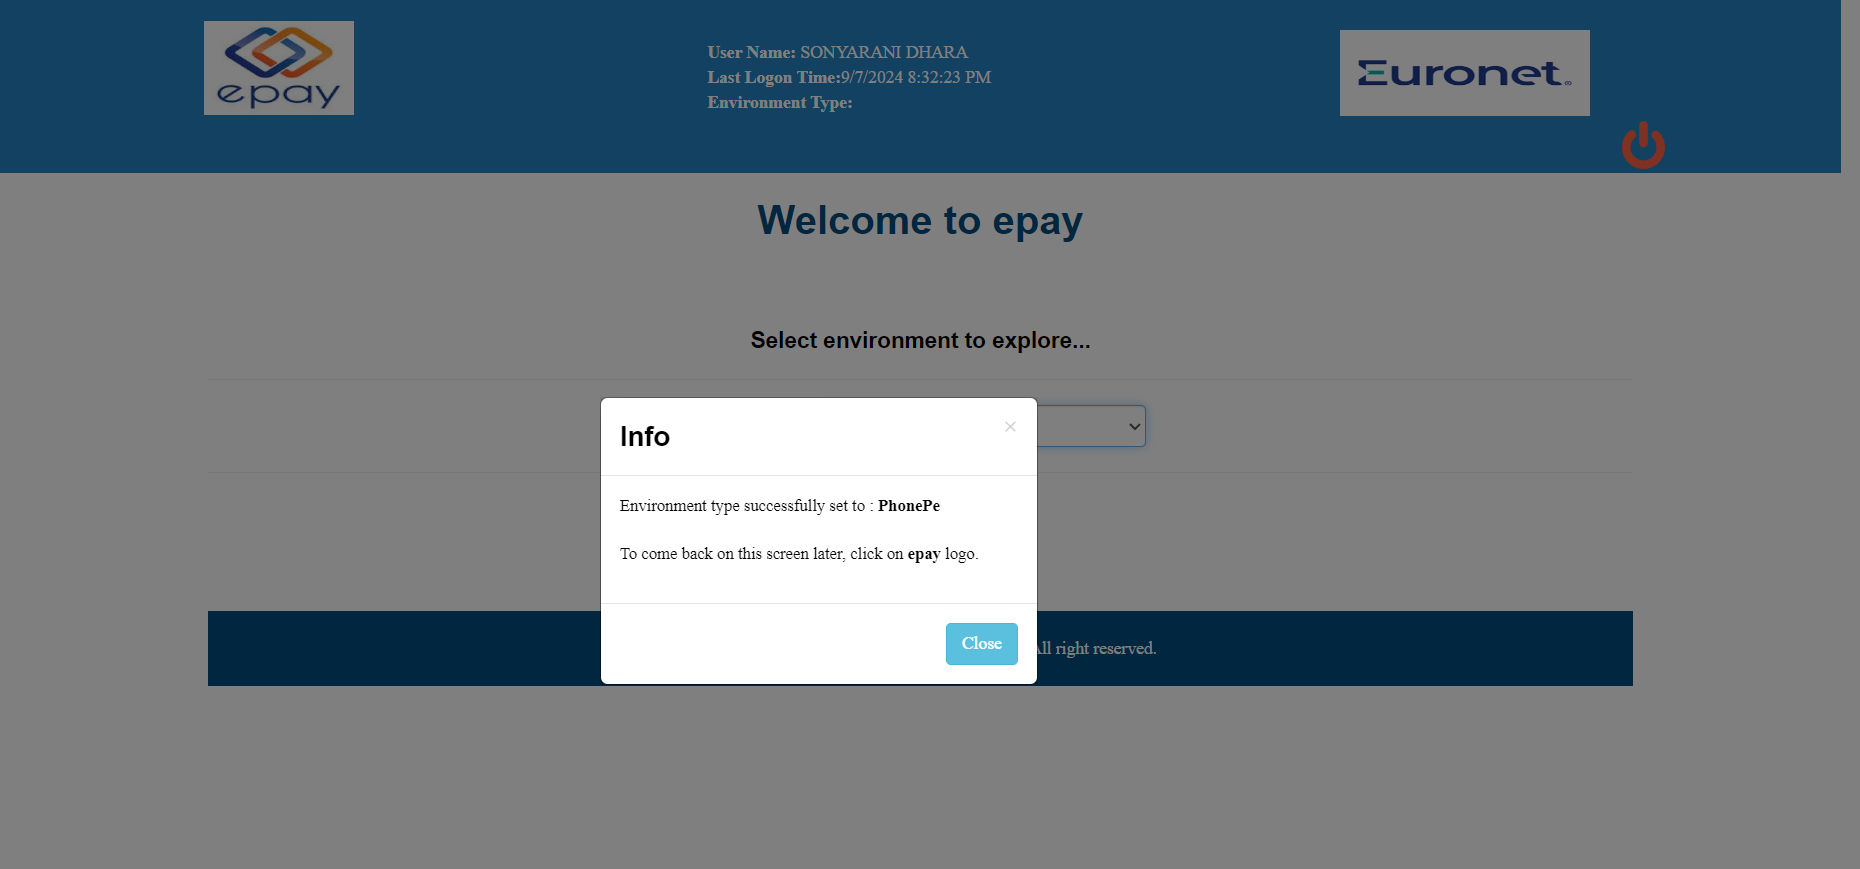 epay
User Name: SONYARANI DHARA
Last Logon Time:9/7/2024 8:32:23 PM
Environment Type:
Euronet®
Welcome to epay
Select environment to explore...
Info
×
Environment type successfully set to : PhonePe
To come back on this screen later, click on epay logo.
Close
All right reserved.